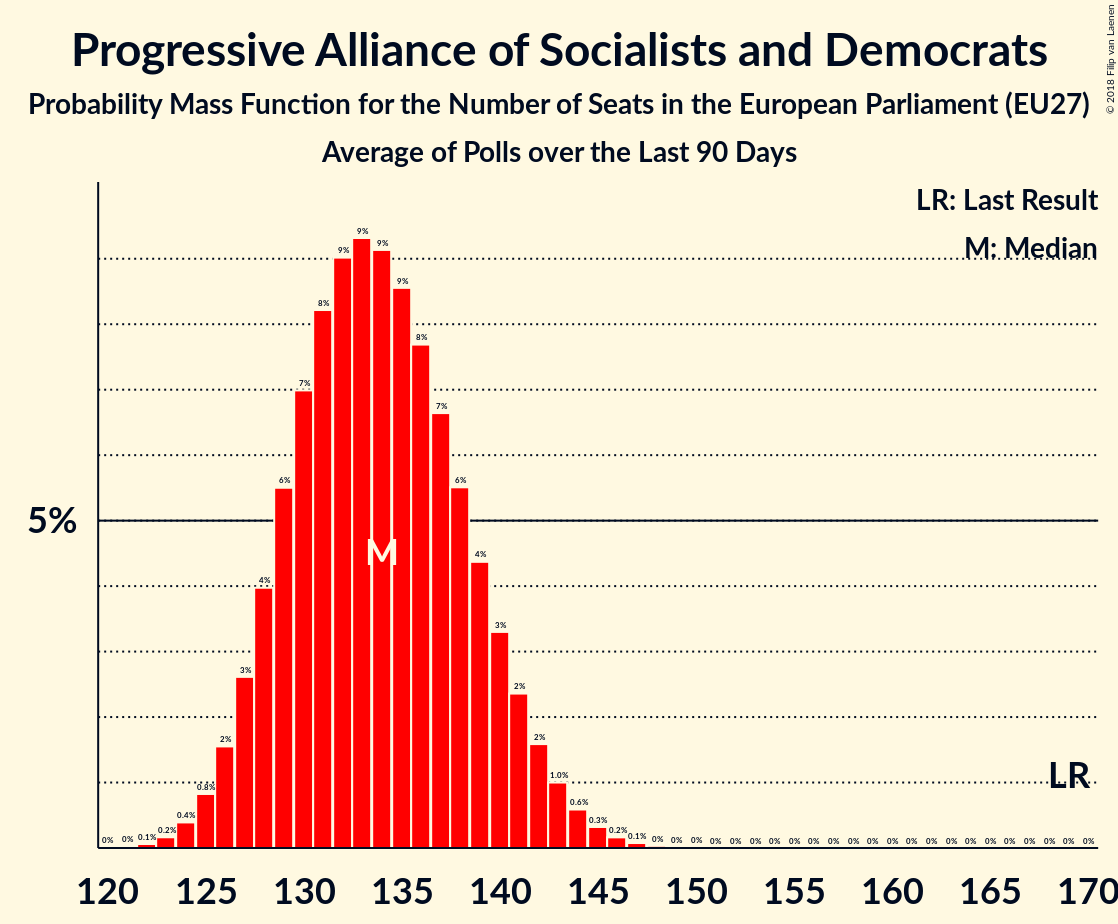 Progressive Alliance of Socialists and Democrats
Probability Mass Function for the Number of Seats in the European Parliament (EU27)
Average of Polls over the Last 90 Days
© 2018 Filip van Laenen
LR: Last Result
M: Median
5%
0% 0% 0.1% 0.2% 0.4% 0.8% 2% 3% 4% 6% 7% 8% 9% 9% 9% 9% 8% 7% 6% 4% 3% 2% 2% 1.0% 0.6% 0.3% 0.2% 0.1% 0% 0% 0% 0% 0% 0% 0% 0% 0% 0% 0% 0% 0% 0% 0% 0% 0% 0% 0% 0% 0% 0% 0%
M
LR
120 125 130 135 140 145 150 155 160 165 170